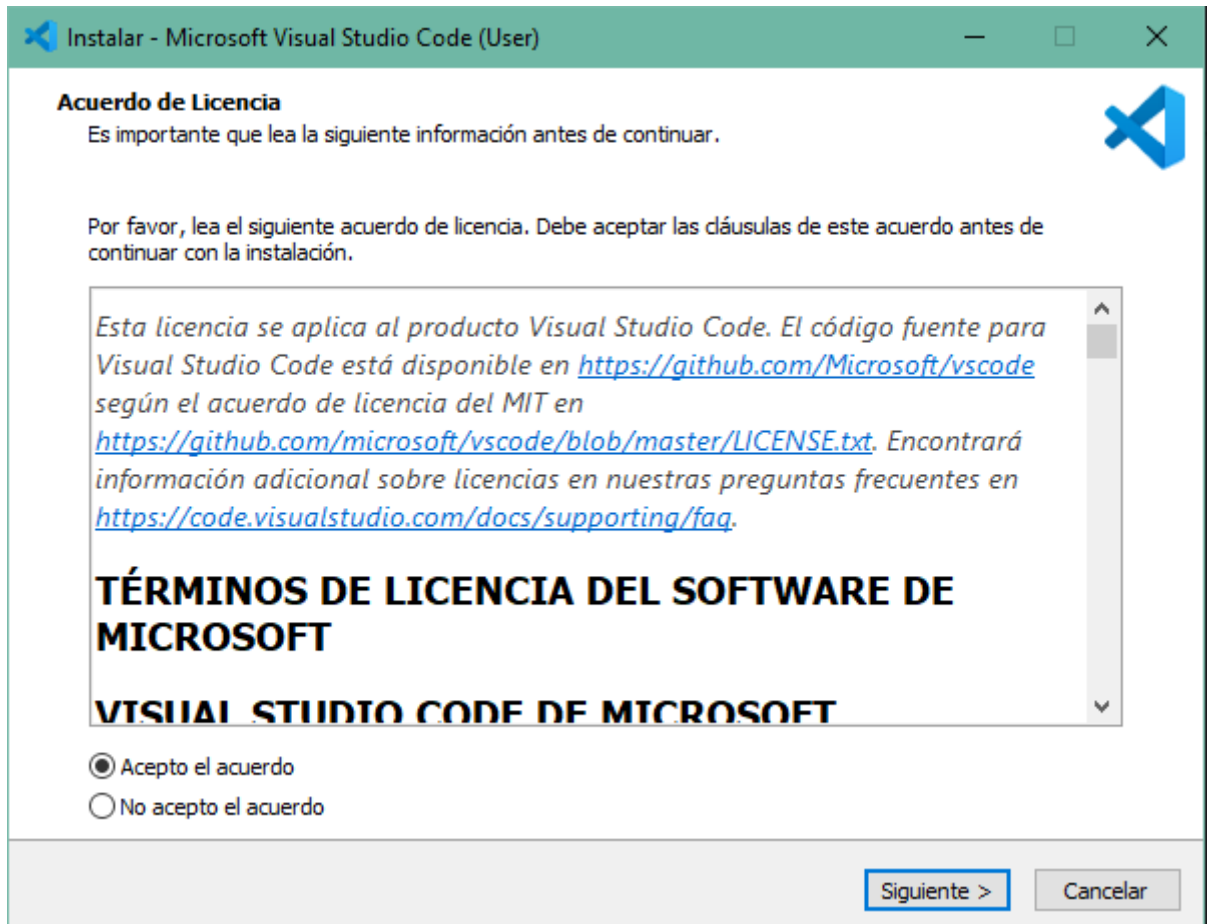 Instalar - Microsoft Visual Studio Code (User)
Acuerdo de Licencia
Es importante que lea la siguiente información antes de continuar.
Por favor, lea el siguiente acuerdo de licencia. Debe aceptar las cláusulas de este acuerdo antes de
continuar con la instalación.
Esta licencia se aplica al producto Visual Studio Code. El código fuente para
Visual Studio Code está disponible en https://github.com/Microsoft/vscode
según el acuerdo de licencia del MIT en
https://github.com/microsoft/vscode/blob/master/LICENSE.txt. Encontrará
información adicional sobre licencias en nuestras preguntas frecuentes en
https://code.visualstudio.com/docs/supporting/faq.
TÉRMINOS DE LICENCIA DEL SOFTWARE DE
MICROSOFT
VISUAL STUDIO CODE DE MICROSOFT
Acepto el acuerdo
No acepto el acuerdo
Siguiente >
Cancelar